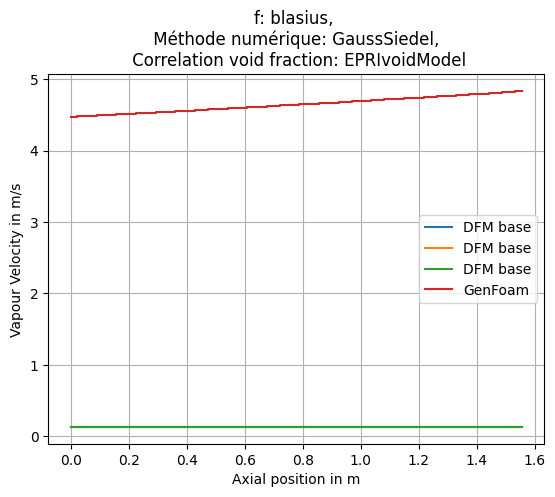 f: blasius,
Méthode numérique: GaussSiedel,
Correlation void fraction: EPRIvoidModel
5
4
3
2
1
0
Vapour Velocity in m/s
DFM base
DFM base
DFM base
GenFoam
0.0 0.2 0.4 0.6 0.8 1.0 1.2 1.4 1.6
Axial position in m